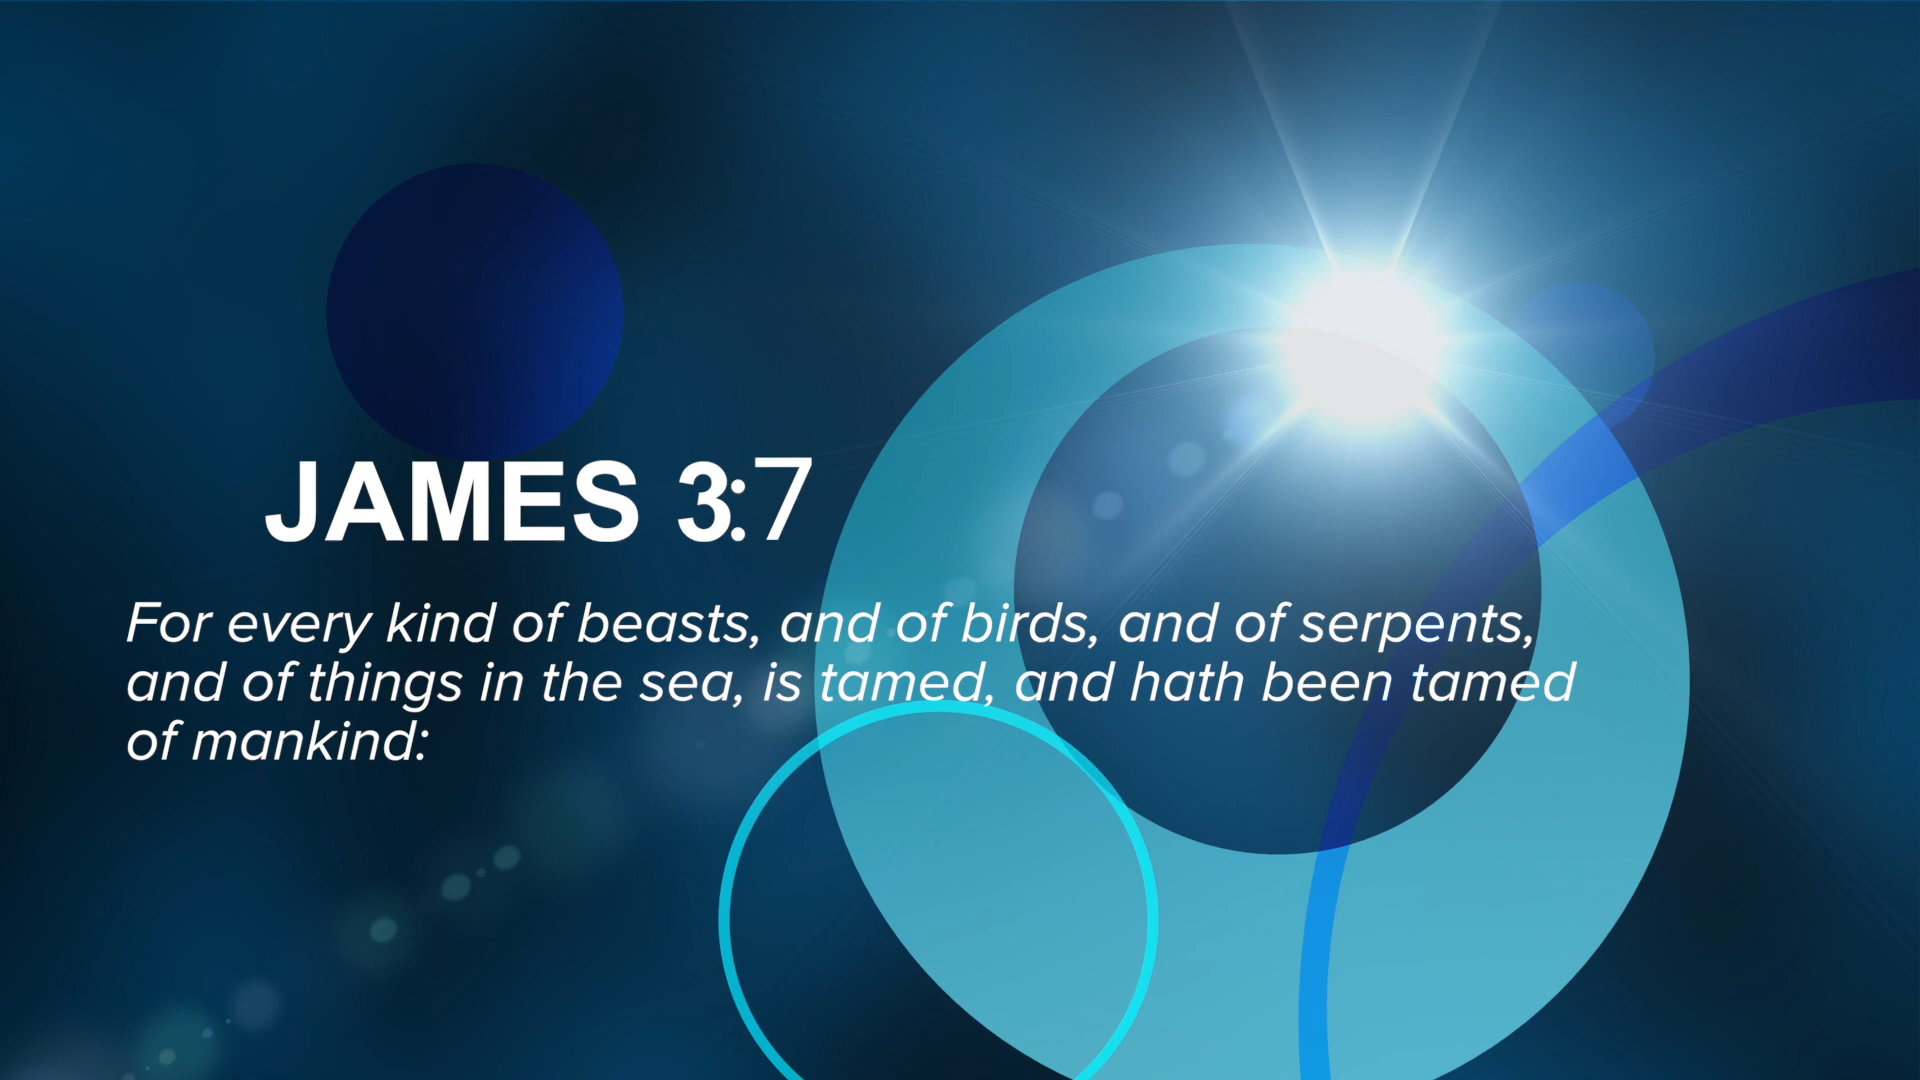 JAMES 3:7
For every kind of beasts, and of birds, and of serpents,
and of things in the sea, is tamed, and hath been tamed
of mankind: